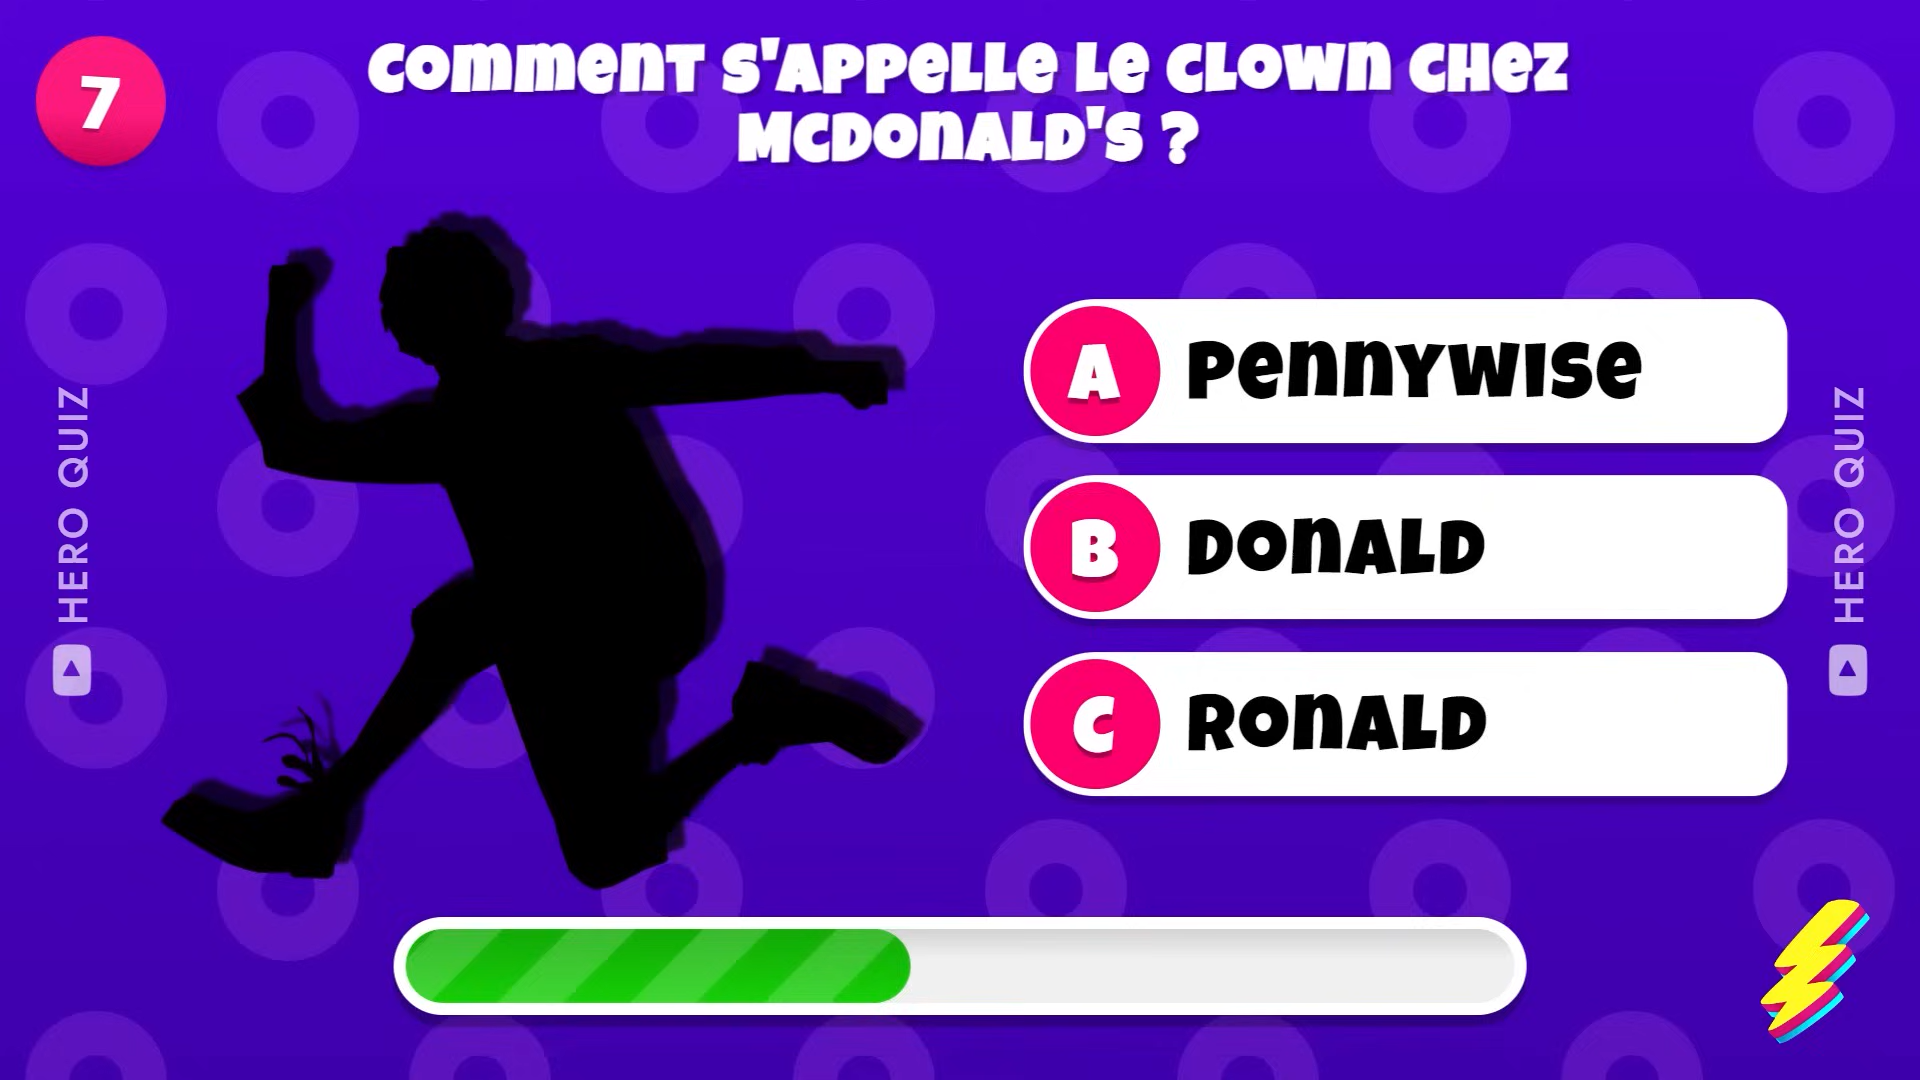 7
Comment s'appelle le clown chez
McDonald's ?
A Pennywise
B Donald
C Ronald
HERO QUIZ
HERO QUIZ